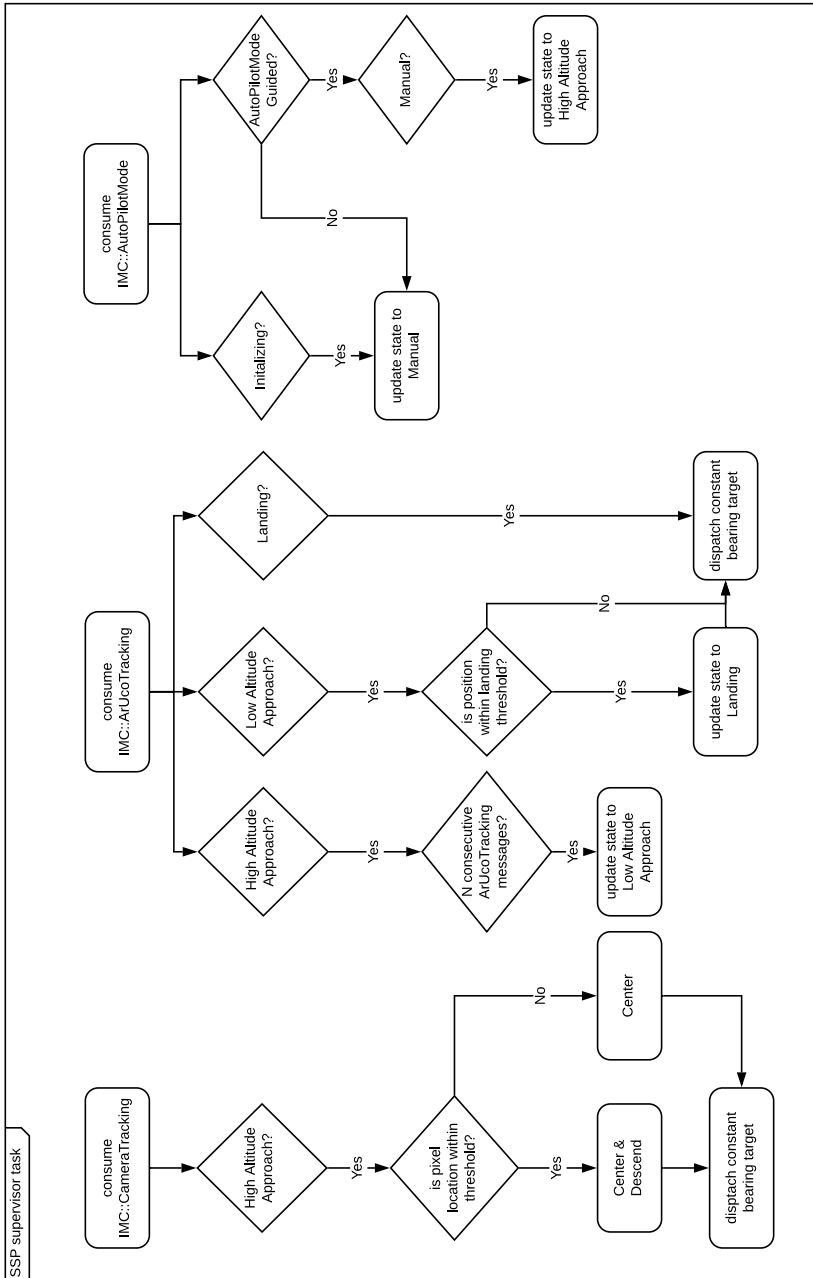 SSP supervisor task
consume
IMC::CameraTracking
High Altitude
Approach?
Yes
is pixel
location within
threshold?
Yes
No
Center &
Descend
Center
disptach constant
bearing target
consume
IMC::ArUcoTracking
High Altitude
Approach?
Yes
N consecutive
ArUcoTracking
messages?
Yes
update state to
Low Altitude
Approach
Low Altitude
Approach?
Yes
is position
within landing
threshold?
Yes
No
update state to
Landing
Landing?
Yes
dispatch constant
bearing target
consume
IMC::AutoPilotMode
Initalizing?
Yes
update state to
Manual
AutoPilotMode
Guided?
No
Yes
Manual?
Yes
update state to
High Altitude
Approach